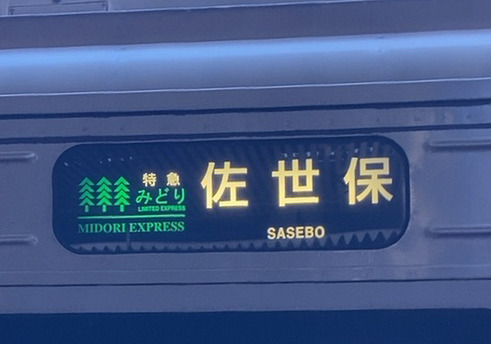 特急
みどり
LIMITED EXPRESS
MIDORI EXPRESS
佐世保
SASEBO